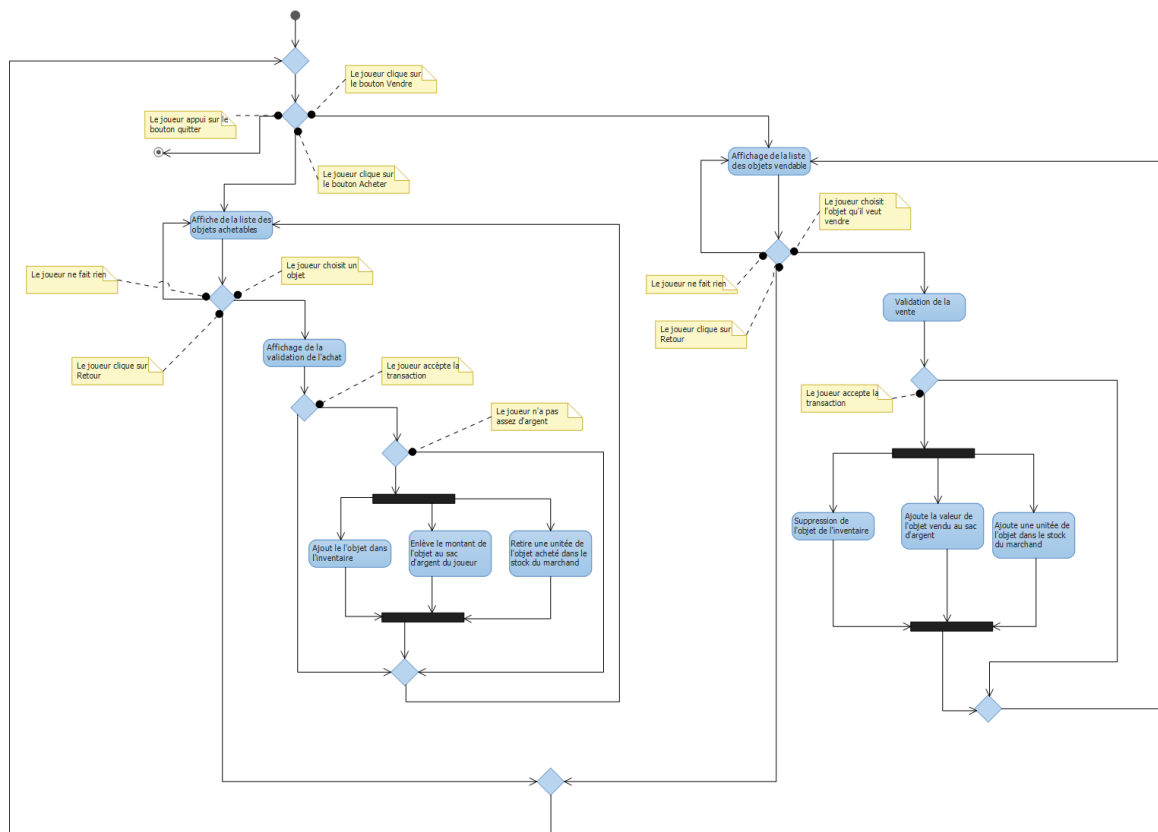 Le joueur clique sur
le bouton Vendre
Le joueur appui sur le
bouton quitter
Le joueur clique sur
le bouton Acheter
Affichage de la liste
des objets vendable
Affiche de la liste des
objets achetables
Le joueur choisit
l'objet qu'il veut
vendre
Le joueur ne fait rien
Le joueur choisit un
objet
Le joueur ne fait rien
Le joueur clique sur
Retour
Validation de la
vente
Affichage de la
validation de l'achat
Le joueur clique sur
Retour
Le joueur accèpte la
transaction
Le joueur accepte la
transaction
Le joueur n'a pas
assez d'argent
Ajout le l'objet dans
l'inventaire
Enlève le montant de
l'objet au sac
d'argent du joueur
Retire une unitée de
l'objet acheté dans le
stock du marchand
Suppression de
l'objet de l'inventaire
Ajoute la valeur de
l'objet vendu au sac
d'argent
Ajoute une unitée de
l'objet dans le stock
du marchand